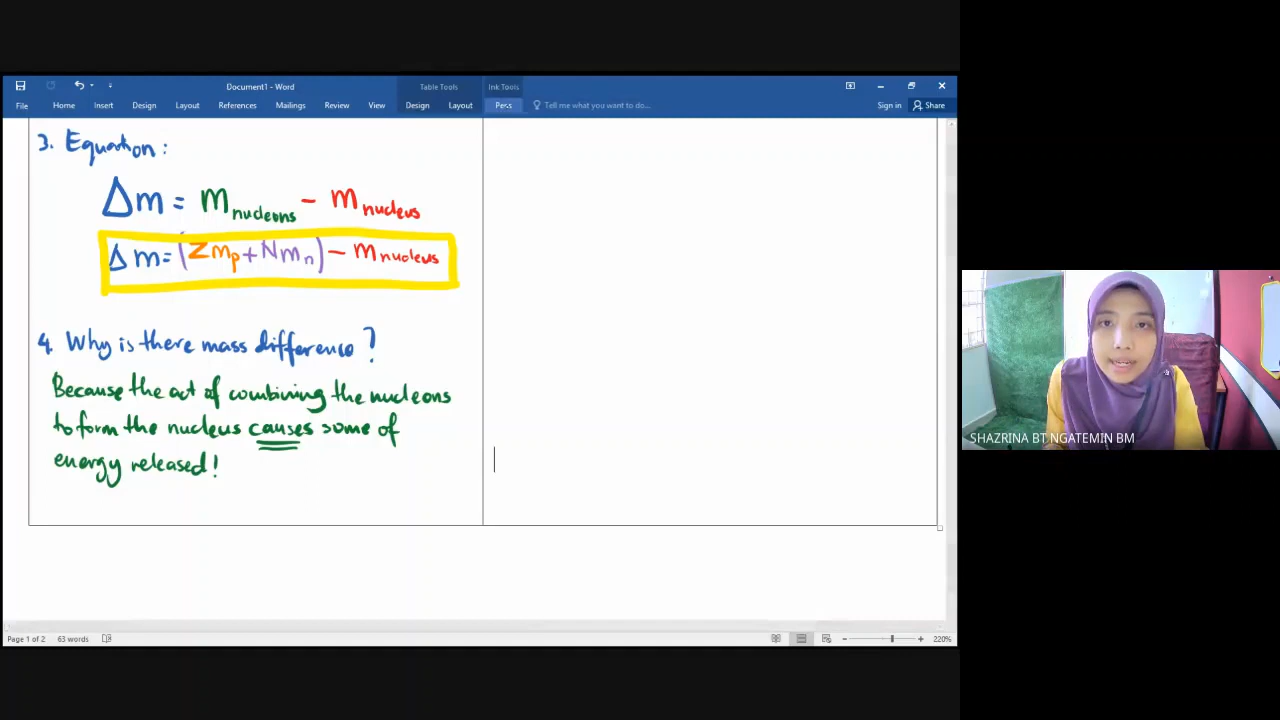 Document1 - Word
Table Tools
Ink Tools
File Home Insert Design Layout References Mailings Review View Design Layout Pens Tell me what you want to do... Sign in Share
3. Equation:
Δm = m nucleons - m nucleus
Δm = (Zmp + Nmn) - m nucleus
4. Why is there mass difference?
Because the act of combining the nucleons
to form the nucleus causes some of
energy released!
SHAZRINA BT NGATEMIN BM
Page 1 of 2 63 words 220%